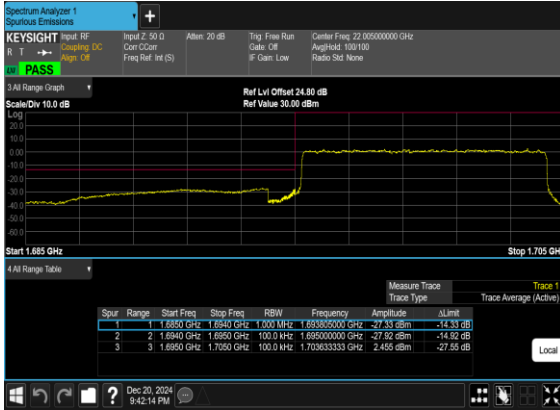 Spectrum Analyzer 1
Spurious Emissions
+
KEYSIGHT Input: RF Input Z: 50 Ω Atten: 20 dB Trig: Free Run Center Freq: 22.005000000 GHz
R T Coupling: DC Corr CCorr Gate: Off Avg|Hold: 100/100
Align: Off Freq Ref: Int (S) IF Gain: Low Radio Std: None
PASS
3 All Range Graph
Ref Lvl Offset 24.80 dB
Scale/Div 10.0 dB Ref Value 30.00 dBm
Log
20.0
10.0
0.00
-10.0
-20.0
-30.0
-40.0
-50.0
-60.0
Start 1.685 GHz Stop 1.705 GH
4 All Range Table
Measure Trace Trace 1
Trace Type Trace Average (Active)
Spur Range Start Freq Stop Freq RBW Frequency Amplitude ΔLimit
1 1 1.6850 GHz 1.6940 GHz 1.000 MHz 1.693805000 GHz -27.33 dBm -14.33 dB
2 2 1.6940 GHz 1.6950 GHz 100.0 kHz 1.695000000 GHz -27.92 dBm -14.92 dB
3 3 1.6950 GHz 1.7050 GHz 100.0 kHz 1.703633333 GHz 2.455 dBm -27.55 dB
Local
? Dec 20, 2024
9:42:14 PM